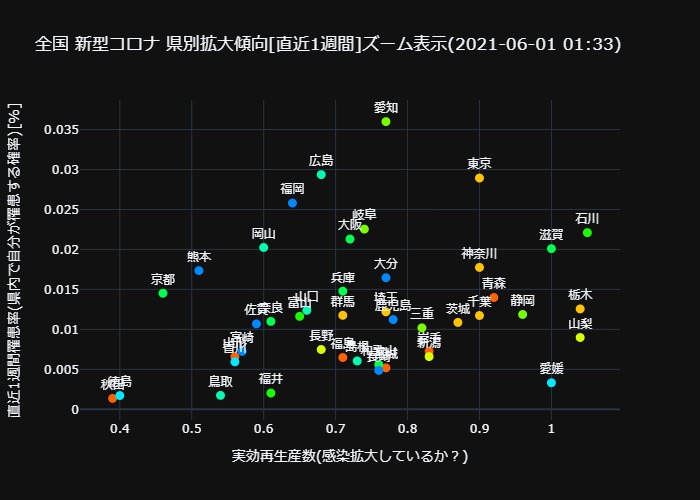 全国 新型コロナ 県別拡大傾向[直近1週間]ズーム表示(2021-06-01 01:33)
直近1週間罹患率(県内で自分が罹患する確率)[%]
0.035
0.03
0.025
0.02
0.015
0.01
0.005
0
愛知
東京
広島
福岡
岐阜
石川
大阪
滋賀
岡山
神奈川
熊本
大分
京都
兵庫
青森
山口
富山
埼玉
鹿児島
栃木
群馬
千葉
静岡
佐賀
奈良
茨城
三重
山梨
宮崎
長野
福島
島根
岩手
新潟
香川
長崎
愛媛
秋田
徳島
鳥取
福井
0.4
0.5
0.6
0.7
0.8
0.9
1
実効再生産数(感染拡大しているか？)